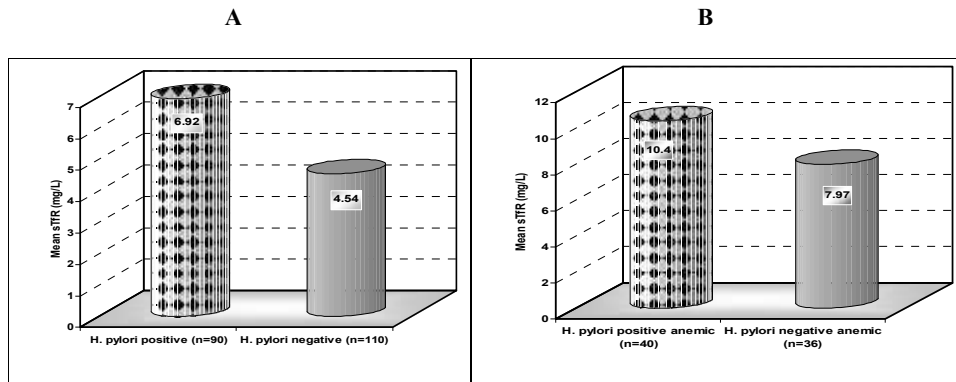 A
B
Mean sTfR (mg/L)
7
6
5
4
3
2
1
0
6.92
4.54
H. pylori positive (n=90)
H. pylori negative (n=110)
Mean sTfR (mg/L)
12
10
8
6
4
2
0
10.4
7.97
H. pylori positive anemic
(n=40)
H. pylori negative anemic
(n=36)